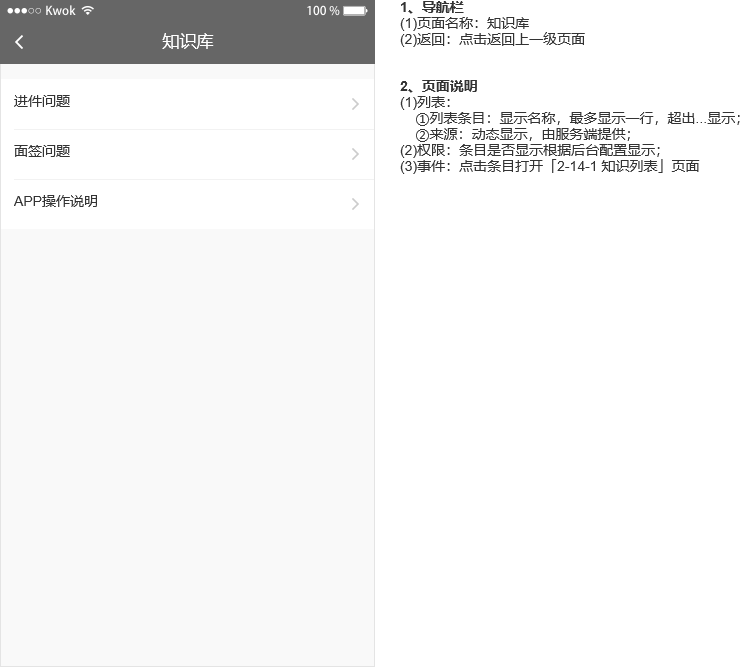 Kwok 100 %
知识库
进件问题
面签问题
APP操作说明
1、导航栏
(1)页面名称：知识库
(2)返回：点击返回上一级页面
2、页面说明
(1)列表：
①列表条目：显示名称，最多显示一行，超出...显示；
②来源：动态显示，由服务端提供；
(2)权限：条目是否显示根据后台配置显示；
(3)事件：点击条目打开「2-14-1 知识列表」页面